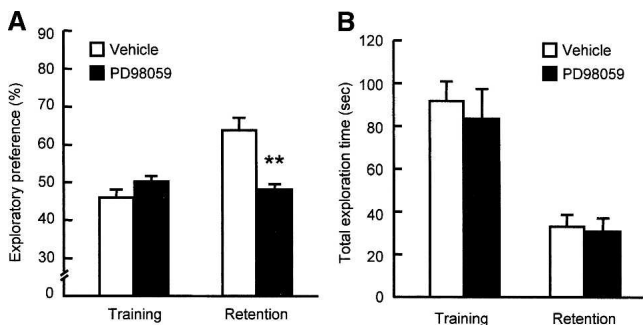 A
Exploratory preference (%)
90
80
70
60
50
40
30
0
Vehicle
PD98059
**
Training
Retention
B
Total exploration time (sec)
120
100
80
60
40
20
0
Vehicle
PD98059
Training
Retention